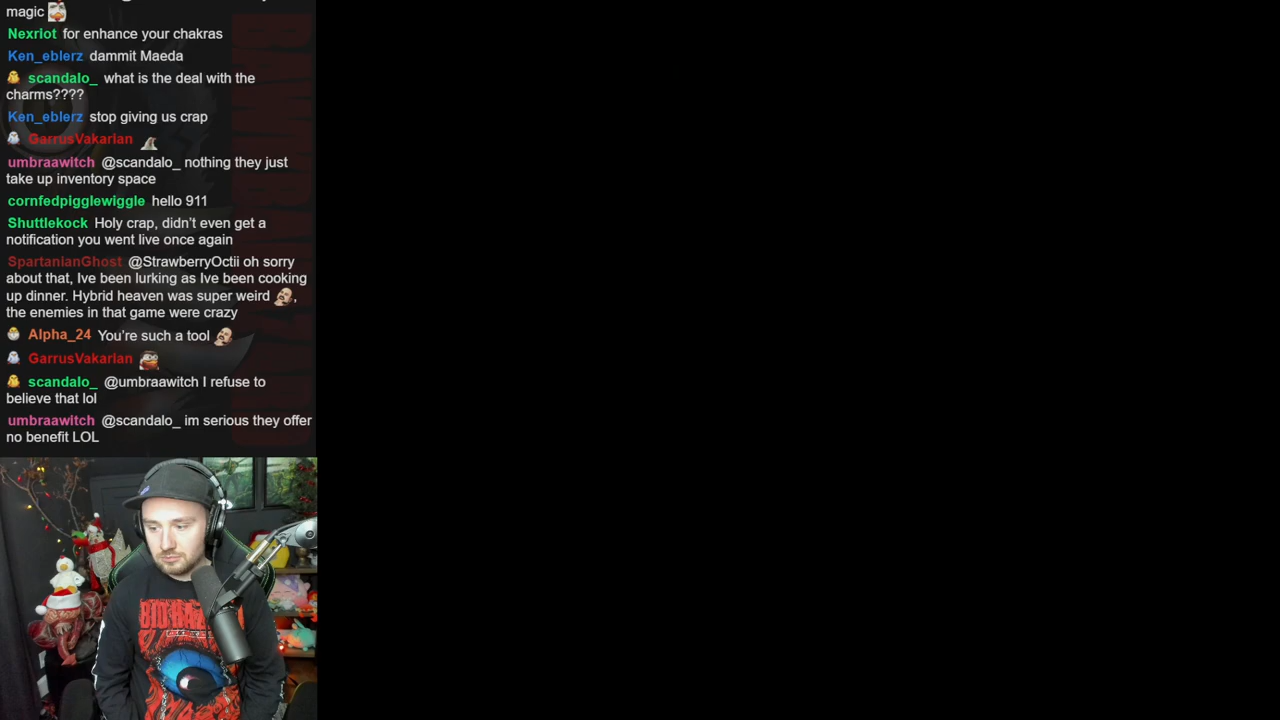 magic
Nexriot for enhance your chakras
Ken_eblerz dammit Maeda
scandalo_ what is the deal with the
charms????
Ken_eblerz stop giving us crap
GarrusVakarian
umbraawitch @scandalo_ nothing they just
take up inventory space
cornfedpigglewiggle hello 911
Shuttlekock Holy crap, didn't even get a
notification you went live once again
SpartanianGhost @StrawberryOctii oh sorry
about that, Ive been lurking as Ive been cooking
up dinner. Hybrid heaven was super weird ,
the enemies in that game were crazy
Alpha_24 You're such a tool
GarrusVakarian
scandalo_ @umbraawitch I refuse to
believe that lol
umbraawitch @scandalo_ im serious they offer
no benefit LOL